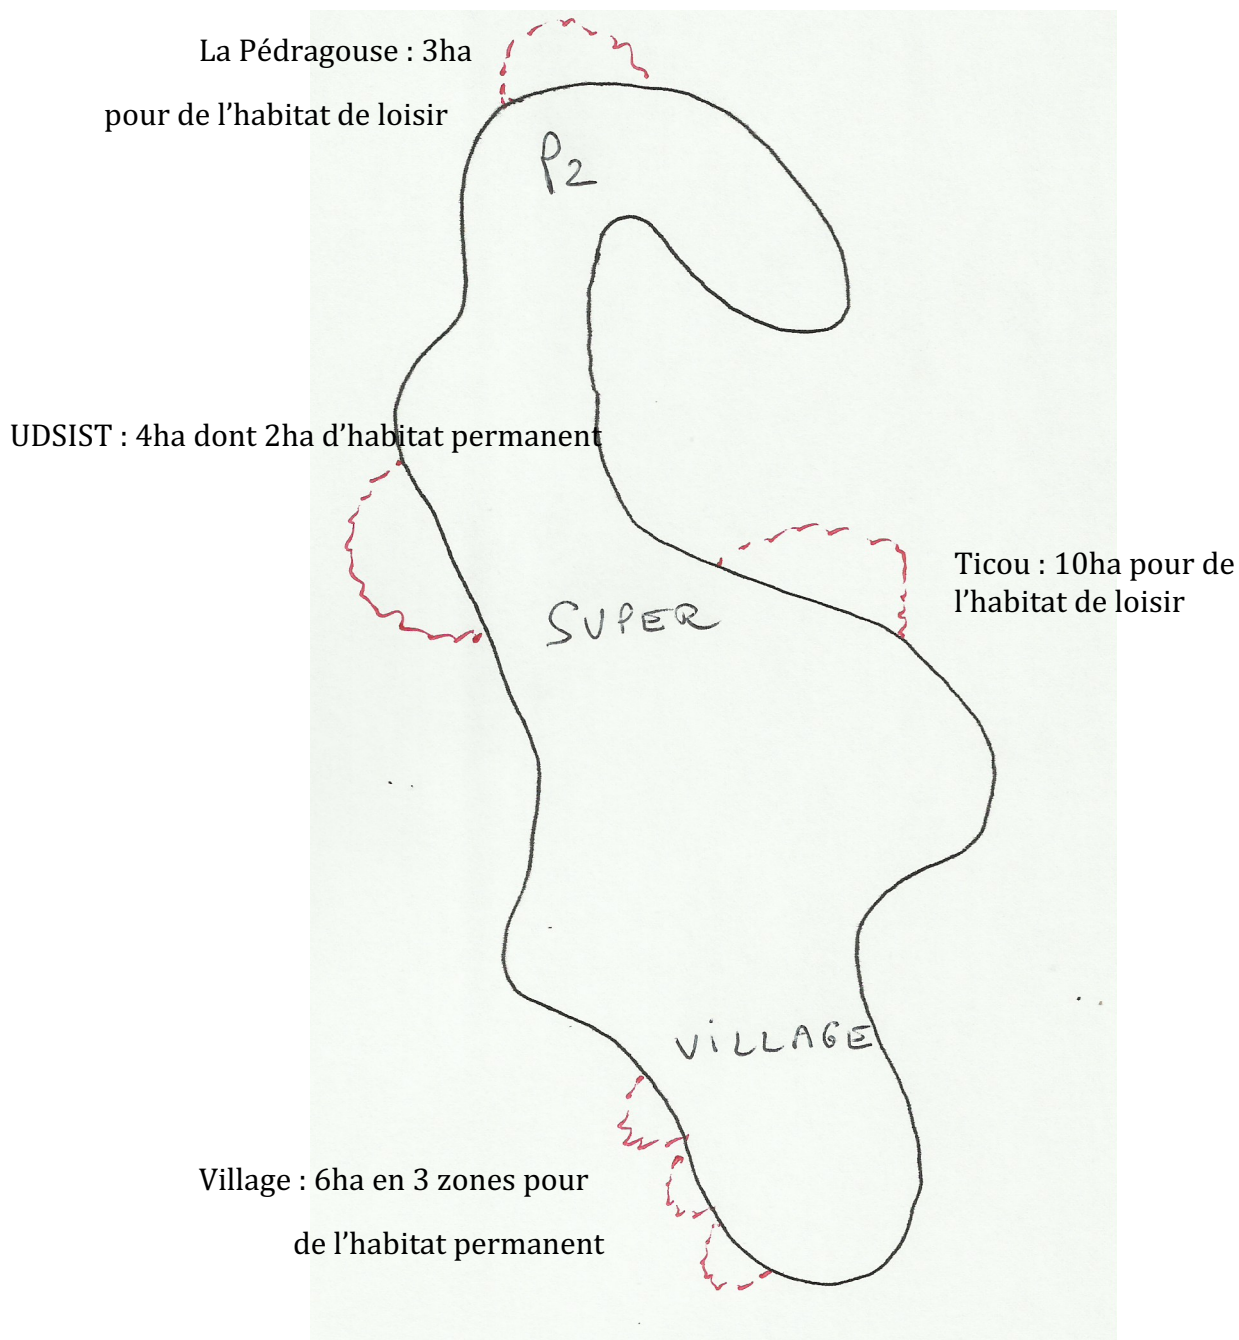 La Pédragouse : 3ha
pour de l’habitat de loisir
P2
UDSIST : 4ha dont 2ha d’habitat permanent
Ticou : 10ha pour de
l’habitat de loisir
SUPER
VILLAGE
Village : 6ha en 3 zones pour
de l’habitat permanent